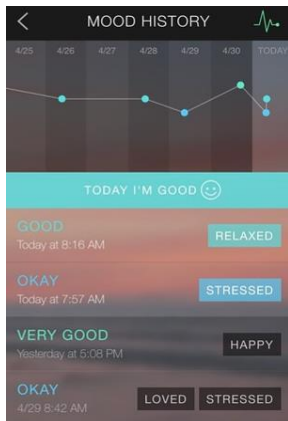 MOOD HISTORY
4/25 4/26 4/27 4/28 4/29 4/30 TODAY
TODAY I'M GOOD
GOOD
Today at 8:16 AM
RELAXED
OKAY
Today at 7:57 AM
STRESSED
VERY GOOD
Yesterday at 5:08 PM
HAPPY
OKAY
4/29 8:42 AM
LOVED STRESSED